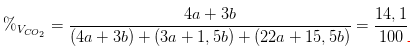 $\%_{V_{CO_2}} = \frac{4a + 3b}{(4a + 3b) + (3a + 1,5b) + (22a + 15,5b)} = \frac{14,1}{100}.$